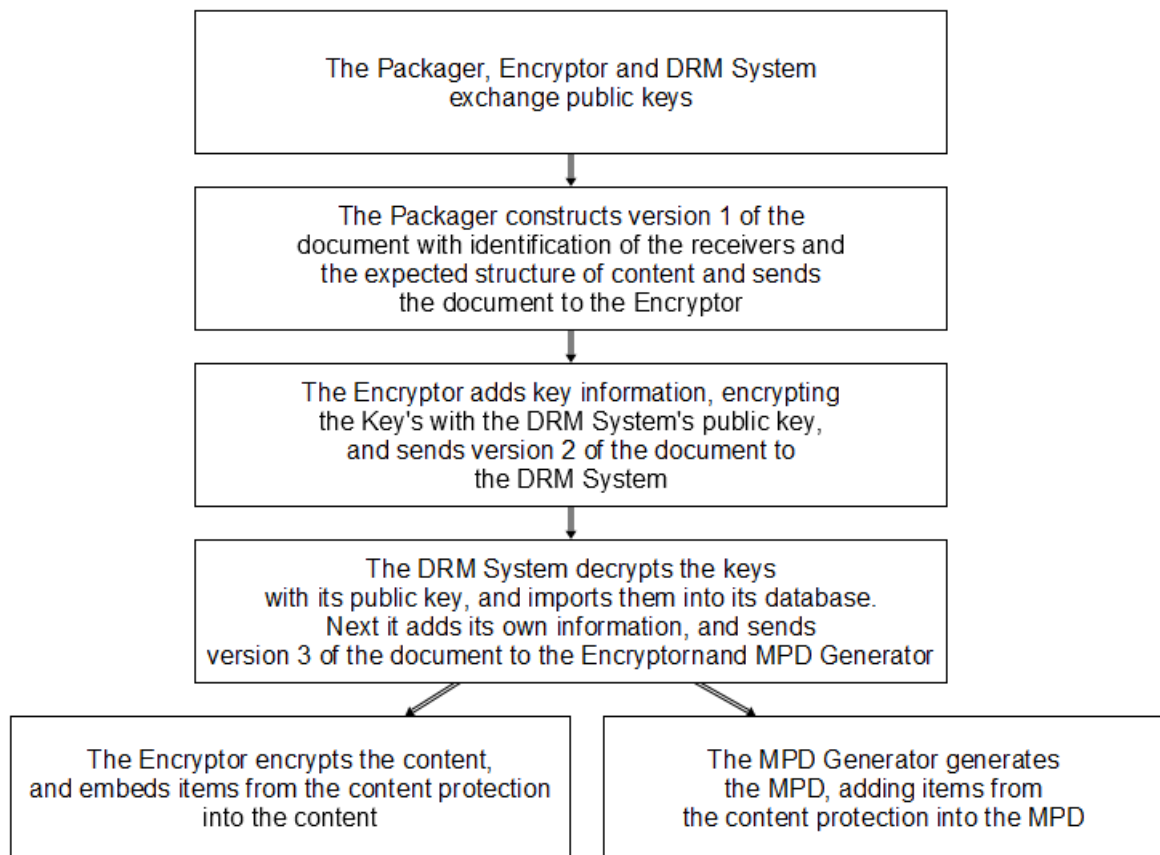 The Packager, Encryptor and DRM System
exchange public keys
The Packager constructs version 1 of the
document with identification of the receivers and
the expected structure of content and sends
the document to the Encryptor
The Encryptor adds key information, encrypting
the Key's with the DRM System's public key,
and sends version 2 of the document to
the DRM System
The DRM System decrypts the keys
with its public key, and imports them into its database.
Next it adds its own information, and sends
version 3 of the document to the Encryptornand MPD Generator
The Encryptor encrypts the content,
and embeds items from the content protection
into the content
The MPD Generator generates
the MPD, adding items from
the content protection into the MPD